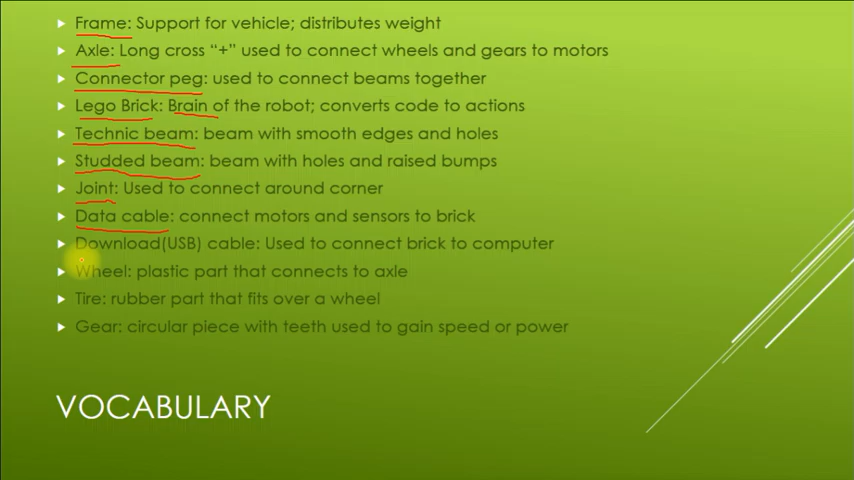 Frame: Support for vehicle; distributes weight
Axle: Long cross “+” used to connect wheels and gears to motors
Connector peg: used to connect beams together
Lego Brick: Brain of the robot; converts code to actions
Technic beam: beam with smooth edges and holes
Studded beam: beam with holes and raised bumps
Joint: Used to connect around corner
Data cable: connect motors and sensors to brick
Download(USB) cable: Used to connect brick to computer
Wheel: plastic part that connects to axle
Tire: rubber part that fits over a wheel
Gear: circular piece with teeth used to gain speed or power
VOCABULARY